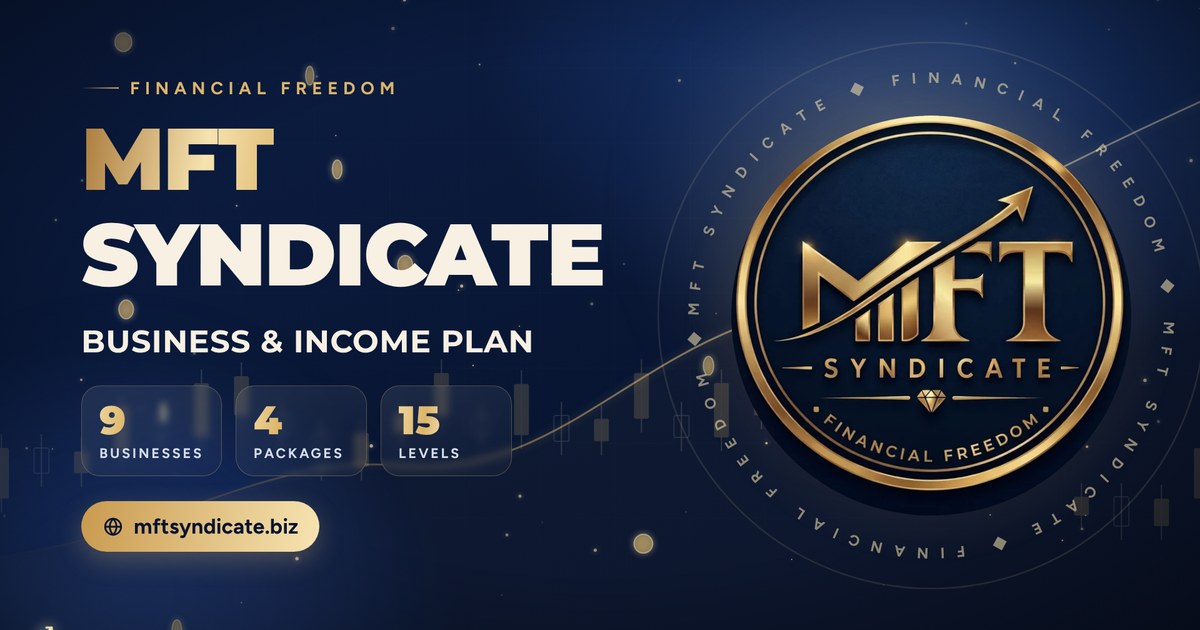 FINANCIAL FREEDOM
MFT
SYNDICATE
BUSINESS & INCOME PLAN
9
BUSINESSES
4
PACKAGES
15
LEVELS
mftsyndicate.biz
MFT SYNDICATE ◆ FINANCIAL FREEDOM ◆ MFT SYNDICATE ◆ FINANCIAL FREEDOM ◆
MFT
SYNDICATE
FINANCIAL FREEDOM